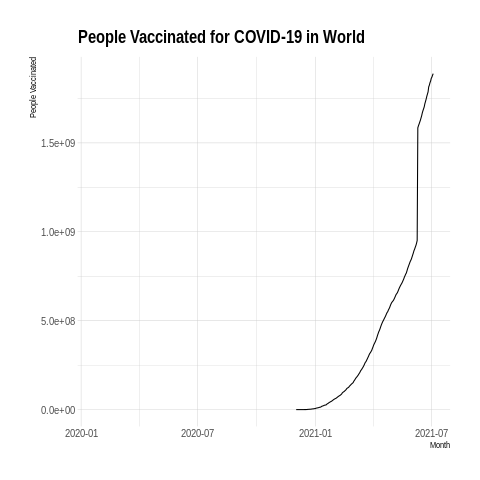 People Vaccinated for COVID-19 in World
People Vaccinated
1.5e+09
1.0e+09
5.0e+08
0.0e+00
2020-01 2020-07 2021-01 2021-07
Month